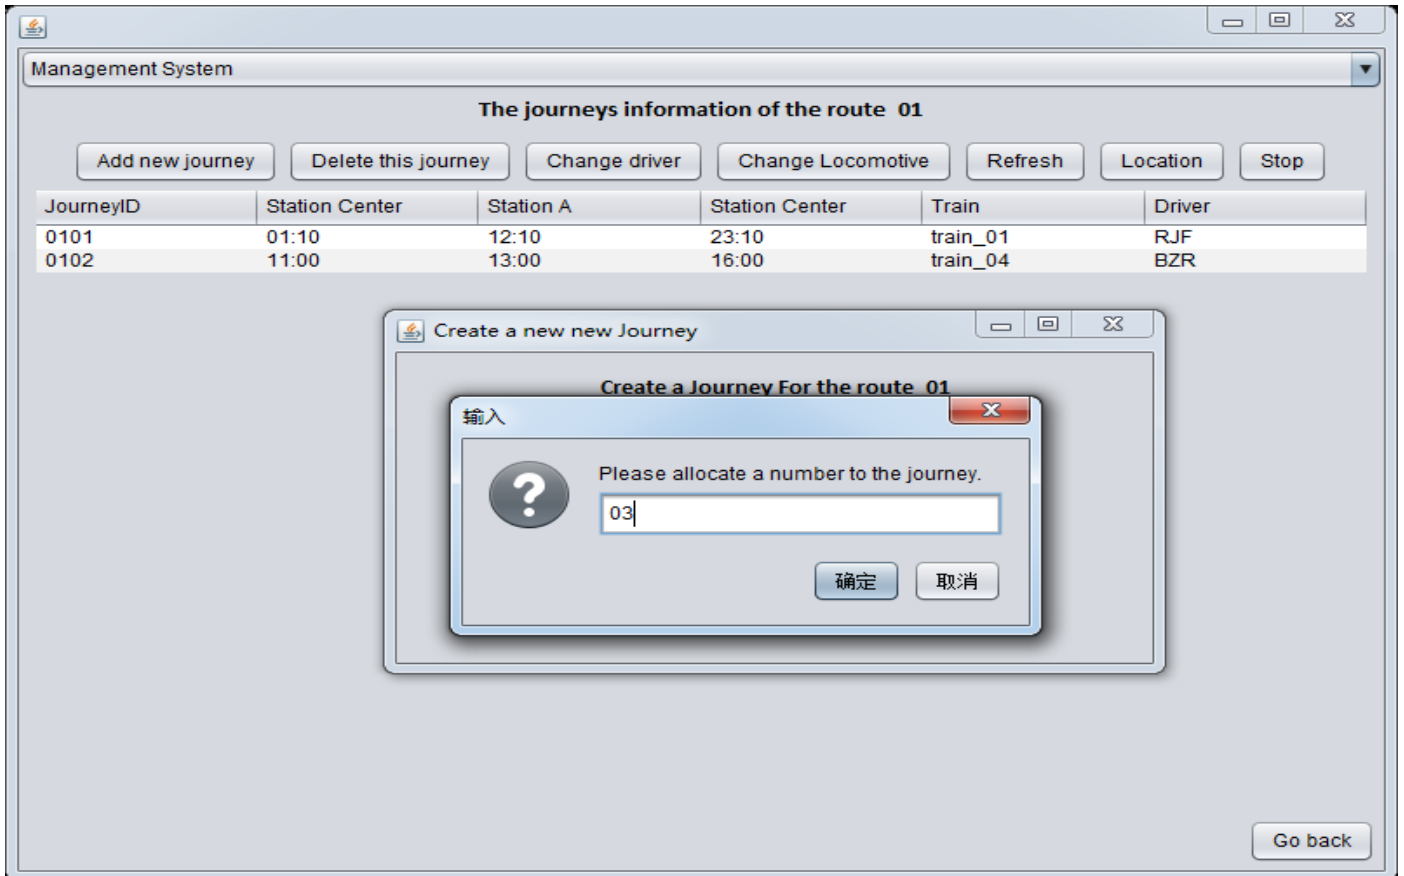 Management System
The journeys information of the route 01
Add new journey Delete this journey Change driver Change Locomotive Refresh Location Stop
JourneyID Station Center Station A Station Center Train Driver
0101 01:10 12:10 23:10 train_01 RJF
0102 11:00 13:00 16:00 train_04 BZR
Create a new new Journey
Create a Journey For the route 01
输入
Please allocate a number to the journey.
03
确定 取消
Go back